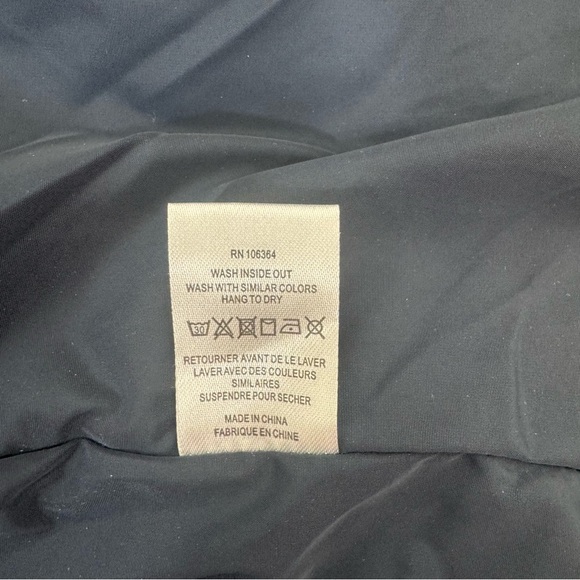 RN 106364
WASH INSIDE OUT
WASH WITH SIMILAR COLORS
HANG TO DRY
30
RETOURNER AVANT DE LE LAVER
LAVER AVEC DES COULEURS
SIMILAIRES
SUSPENDRE POUR SECHER
MADE IN CHINA
FABRIQUE EN CHINE